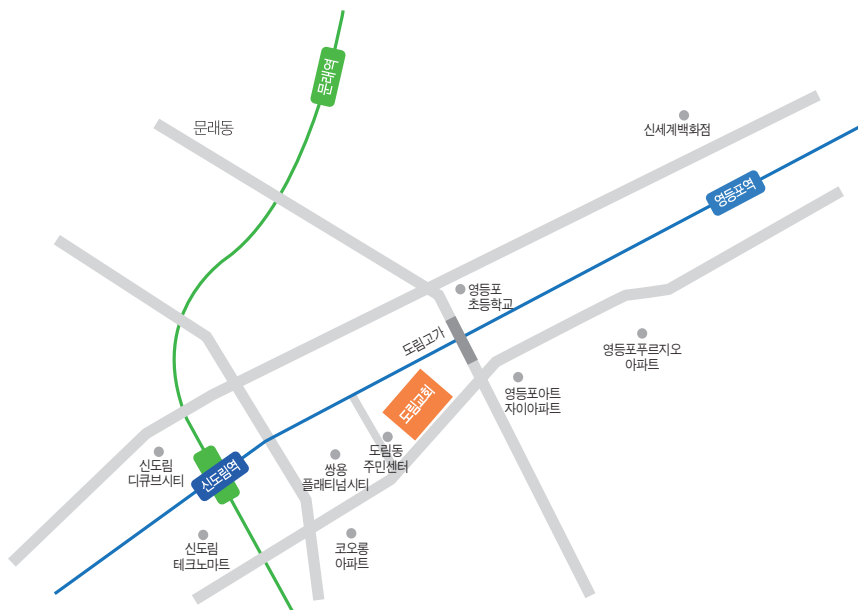 문래역
문래동
신세계백화점
영등포역
영등포
초등학교
도림고가
영등포푸르지오
아파트
영등포아트
자이아파트
도림교회
도림동
주민센터
쌍용
플래티넘시티
신도림
디큐브시티
신도림역
신도림
테크노마트
코오롱
아파트